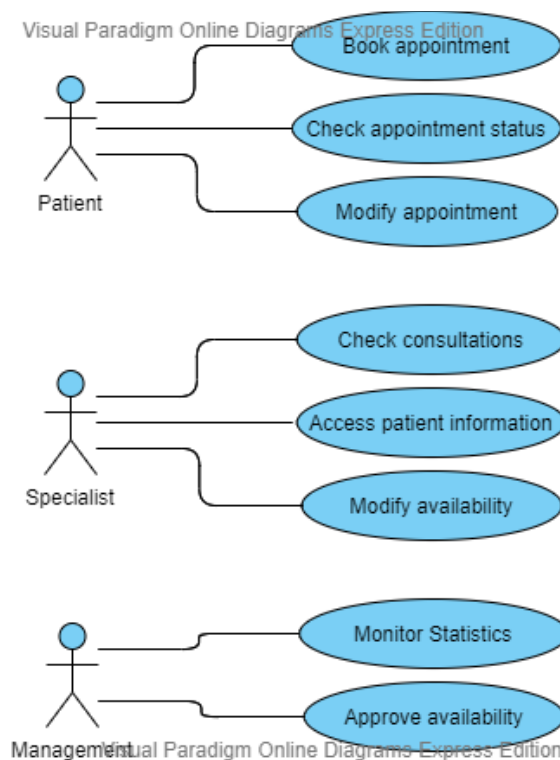 Visual Paradigm Online Diagrams Express Edition
Book appointment
Check appointment status
Modify appointment
Patient
Check consultations
Access patient information
Modify availability
Specialist
Monitor Statistics
Approve availability
Management
Visual Paradigm Online Diagrams Express Edition